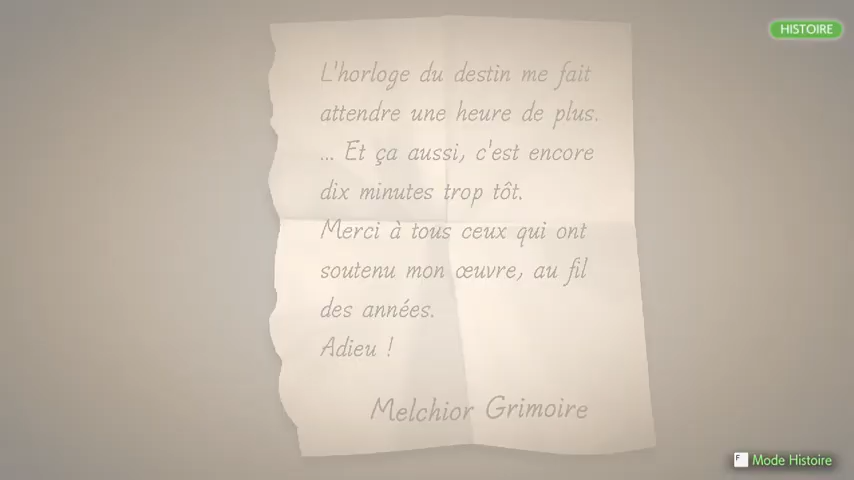 HISTOIRE
L'horloge du destin me fait
attendre une heure de plus.
... Et ça aussi, c'est encore
dix minutes trop tôt.
Merci à tous ceux qui ont
soutenu mon œuvre, au fil
des années.
Adieu !
Melchior Grimoire
F Mode Histoire